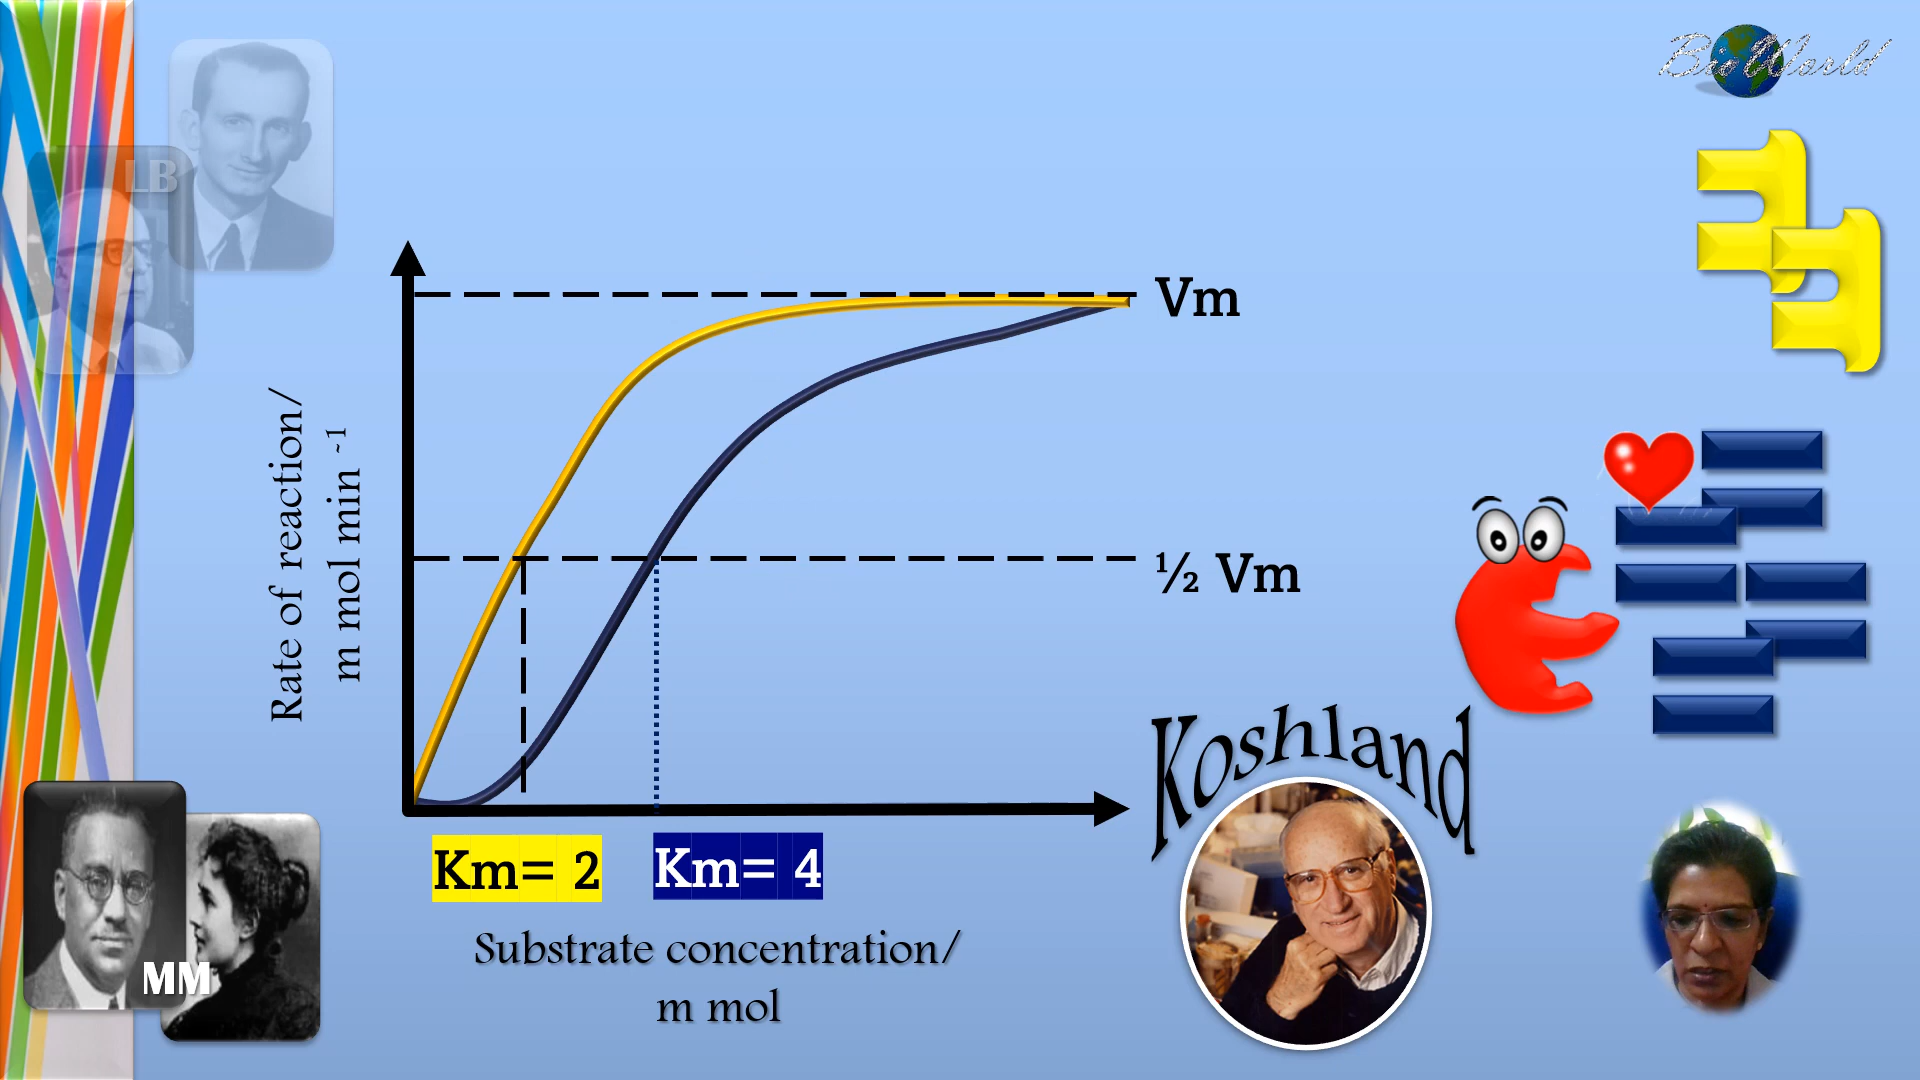 BioWorld
LB
Vm
Rate of reaction/
m mol min -1
½ Vm
Koshland
Km= 2
Km= 4
MM
Substrate concentration/
m mol